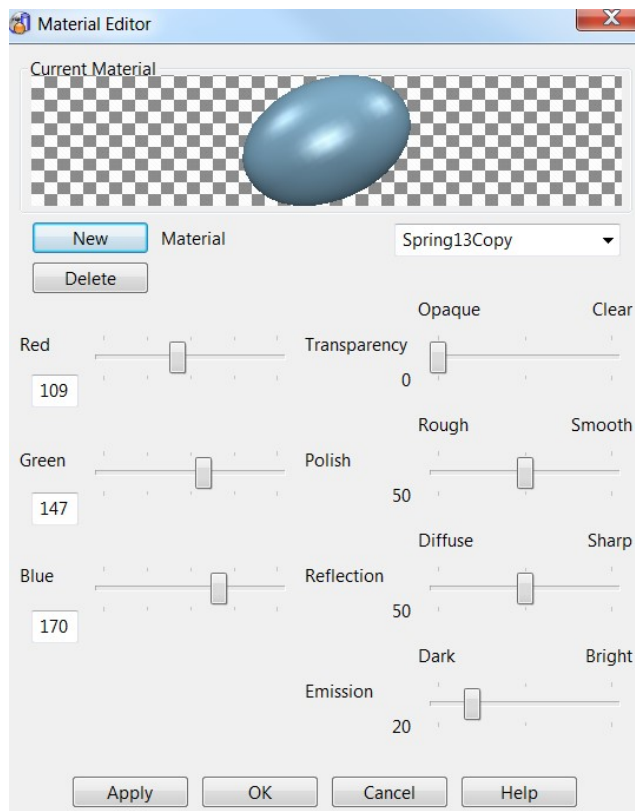 Material Editor
Current Material
New Material Spring13Copy
Delete
Opaque Clear
Red Transparency
109 0
Rough Smooth
Green Polish
147 50
Diffuse Sharp
Blue Reflection
170 50
Dark Bright
Emission
20
Apply OK Cancel Help